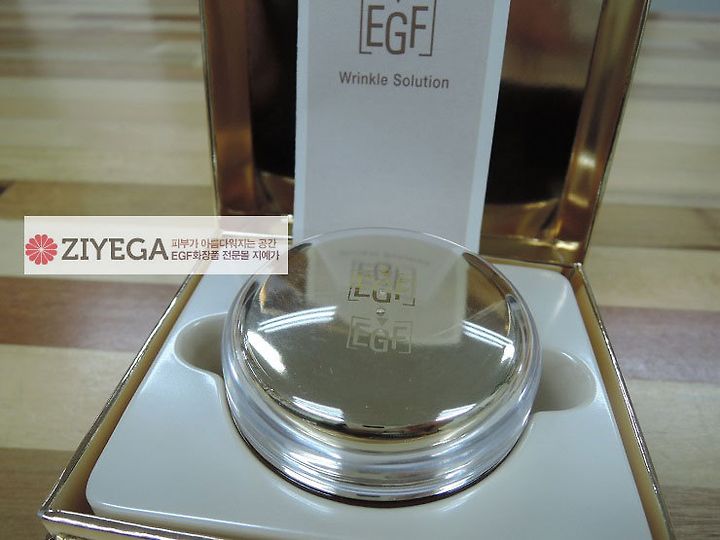 [EGF]
Wrinkle Solution
ZIYEGA
피부가 아름다워지는 공간
EGF화장품 전문몰 지예가
[EGF]
[EGF]